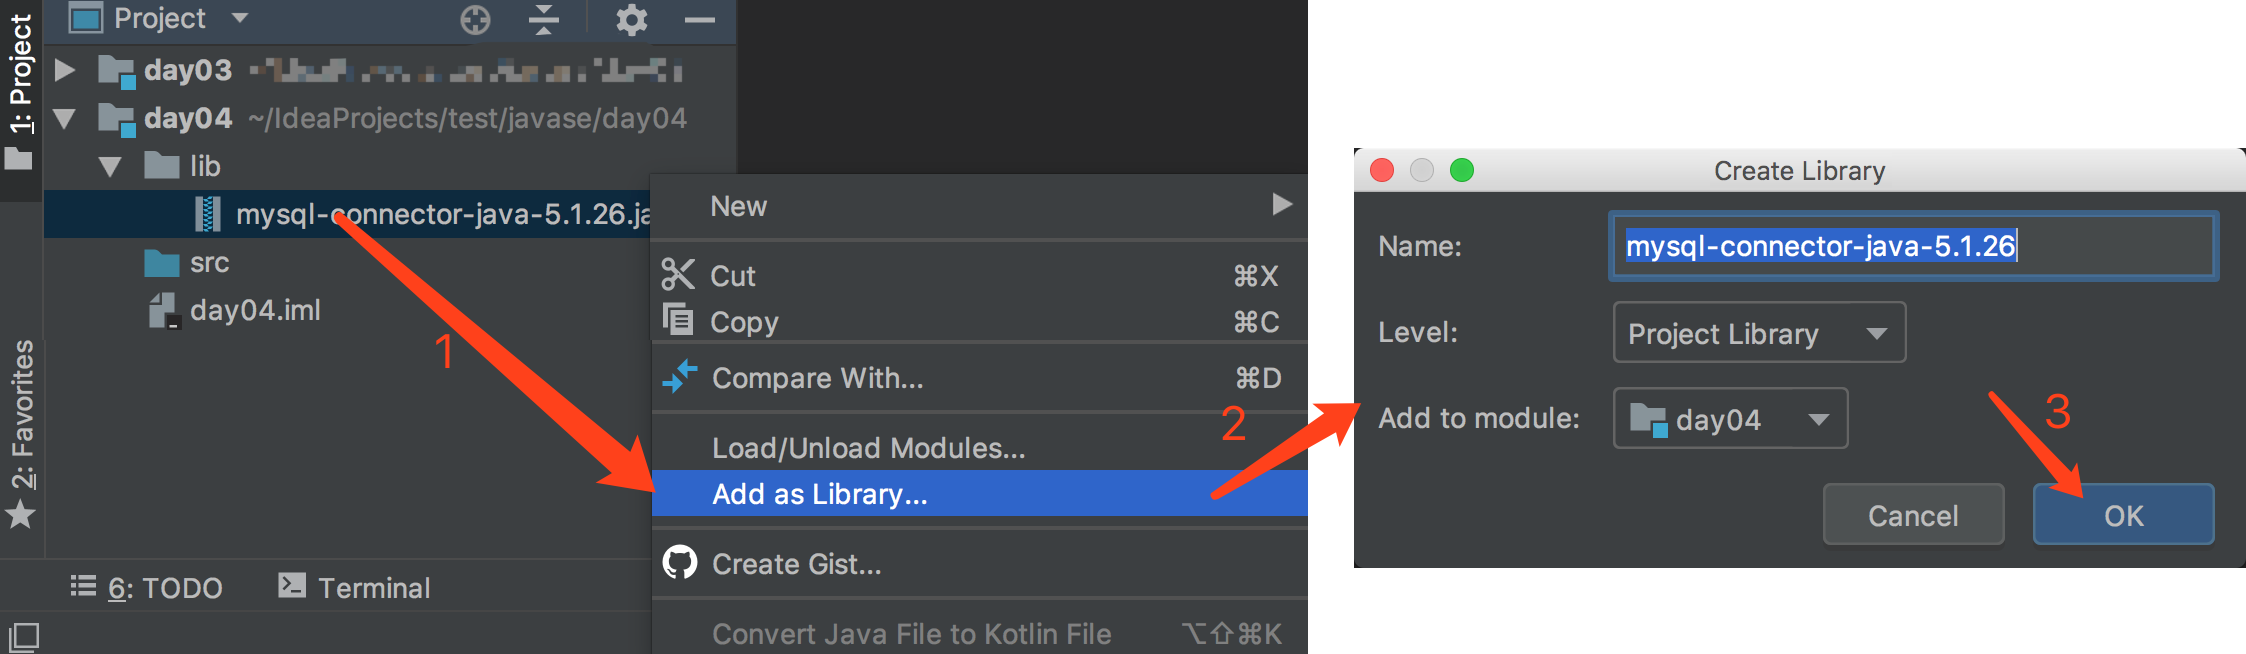 1: Project
2: Favorites
Project
day03
day04 ~/IdeaProjects/test/javase/day04
lib
mysql-connector-java-5.1.26.ja
src
day04.iml
6: TODO
Terminal
1
New
Cut ⌘X
Copy ⌘C
Compare With... ⌘D
Load/Unload Modules...
Add as Library...
Create Gist...
Convert Java File to Kotlin File ⌥⇧⌘K
2
Create Library
Name: mysql-connector-java-5.1.26
Level: Project Library
Add to module: day04
3
Cancel OK